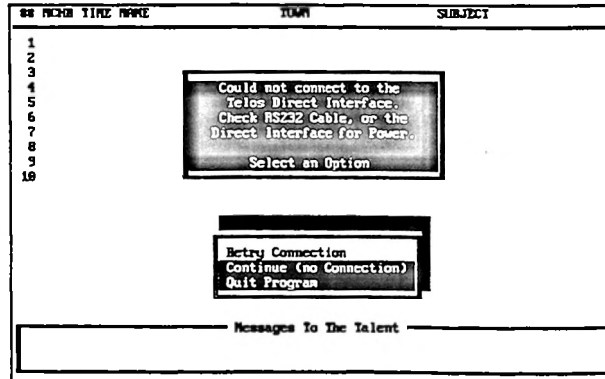 TIME NAME TOWN SUBJECT
1
2
3
4
5
6
7
8
9
10
Could not connect to the
Telos Direct Interface.
Check RS232 Cable, or the
Direct Interface for Power.
Select an Option
Retry Connection
Continue (no Connection)
Quit Program
Messages To The Talent